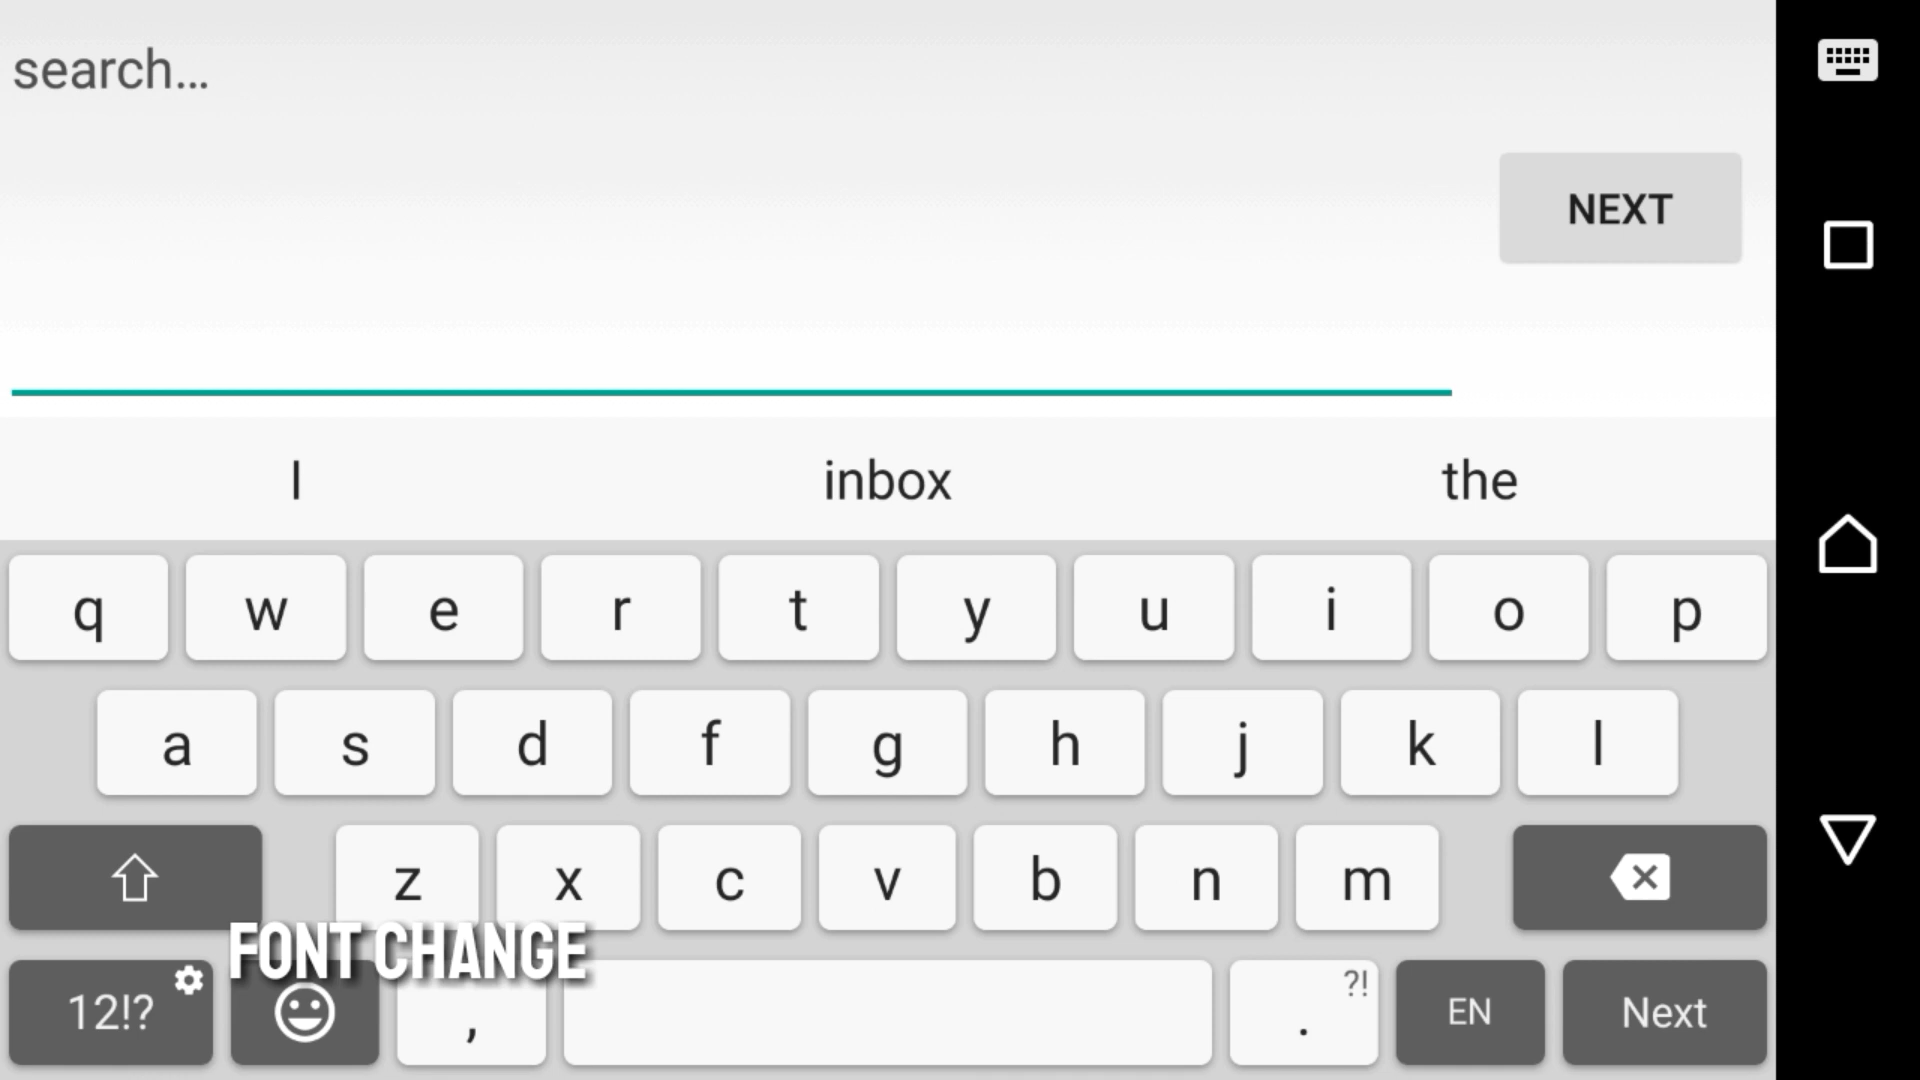 search...
NEXT
I inbox the
q w e r t y u i o p
a s d f g h j k l
z x c v b n m
FONT CHANGE
12!? , . ?! EN Next